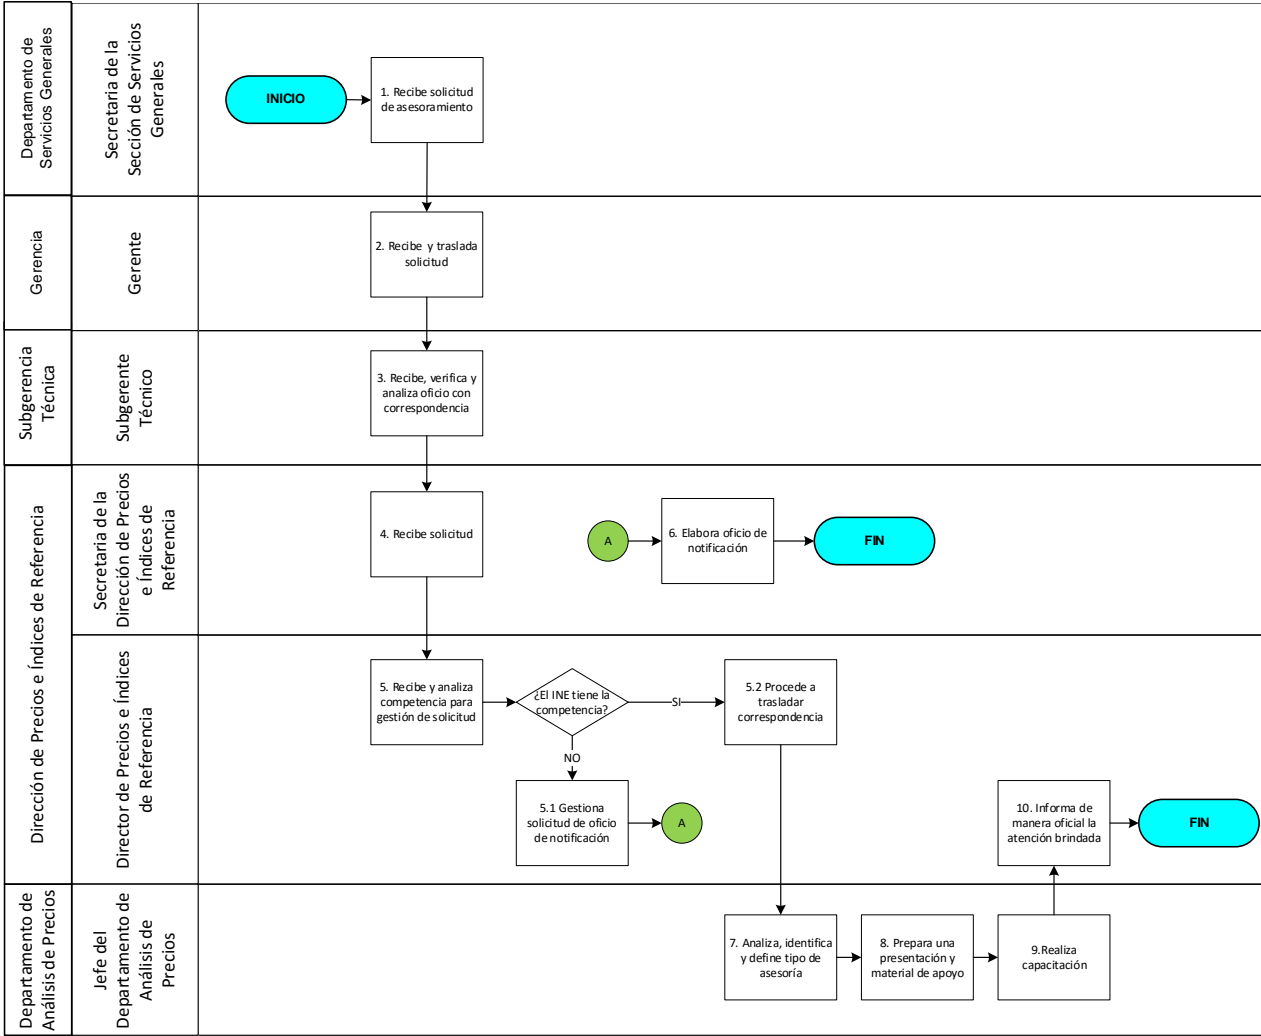 Departamento de
Servicios Generales
Secretaria de la
Sección de Servicios
Generales
INICIO
1. Recibe solicitud
de asesoramiento
Gerencia
Gerente
2. Recibe y traslada
solicitud
Subgerencia
Técnica
Subgerente
Técnico
3. Recibe, verifica y
analiza oficio con
correspondencia
Dirección de Precios e Índices de Referencia
Secretaria de la
Dirección de Precios
e Índices de
Referencia
4. Recibe solicitud
A
6. Elabora oficio de
notificación
FIN
Director de Precios e Índices
de Referencia
5. Recibe y analiza
competencia para
gestión de solicitud
¿El INE tiene la
competencia?
SI
5.2 Procede a
trasladar
correspondencia
NO
5.1 Gestiona
solicitud de oficio
de notificación
A
10. Informa de
manera oficial la
atención brindada
FIN
Departamento de
Análisis de Precios
Jefe del
Departamento de
Análisis de
Precios
7. Analiza, identifica
y define tipo de
asesoría
8. Prepara una
presentación y
material de apoyo
9.Realiza
capacitación